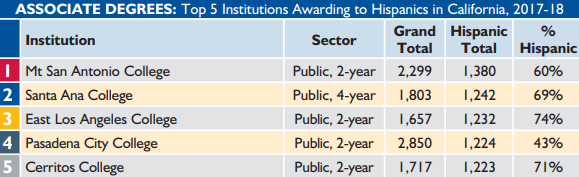 ASSOCIATE DEGREES: Top 5 Institutions Awarding to Hispanics in California, 2017-18
Institution Sector Grand Total Hispanic Total % Hispanic
1 Mt San Antonio College Public, 2-year 2,299 1,380 60%
2 Santa Ana College Public, 4-year 1,803 1,242 69%
3 East Los Angeles College Public, 2-year 1,657 1,232 74%
4 Pasadena City College Public, 2-year 2,850 1,224 43%
5 Cerritos College Public, 2-year 1,717 1,223 71%